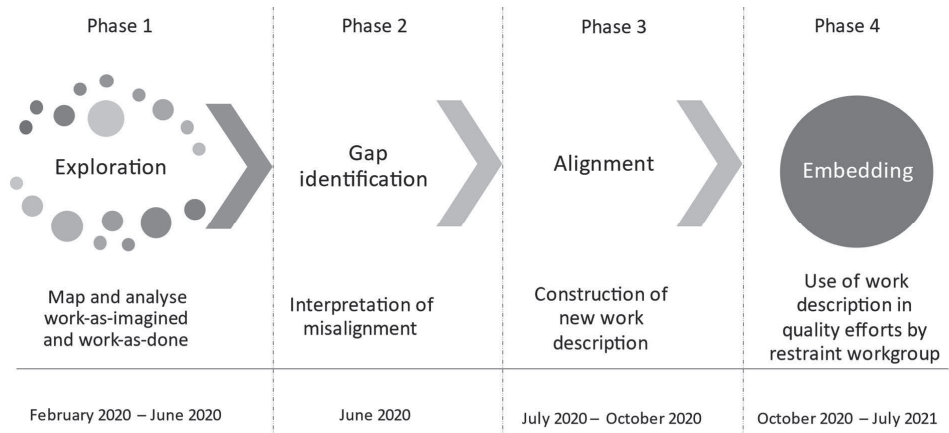 Phase 1
Phase 2
Phase 3
Phase 4
Exploration
Gap
identification
Alignment
Embedding
Map and analyse
work-as-imagined
and work-as-done
Interpretation of
misalignment
Construction of
new work
description
Use of work
description in
quality efforts by
restraint workgroup
February 2020 – June 2020
June 2020
July 2020 – October 2020
October 2020 – July 2021